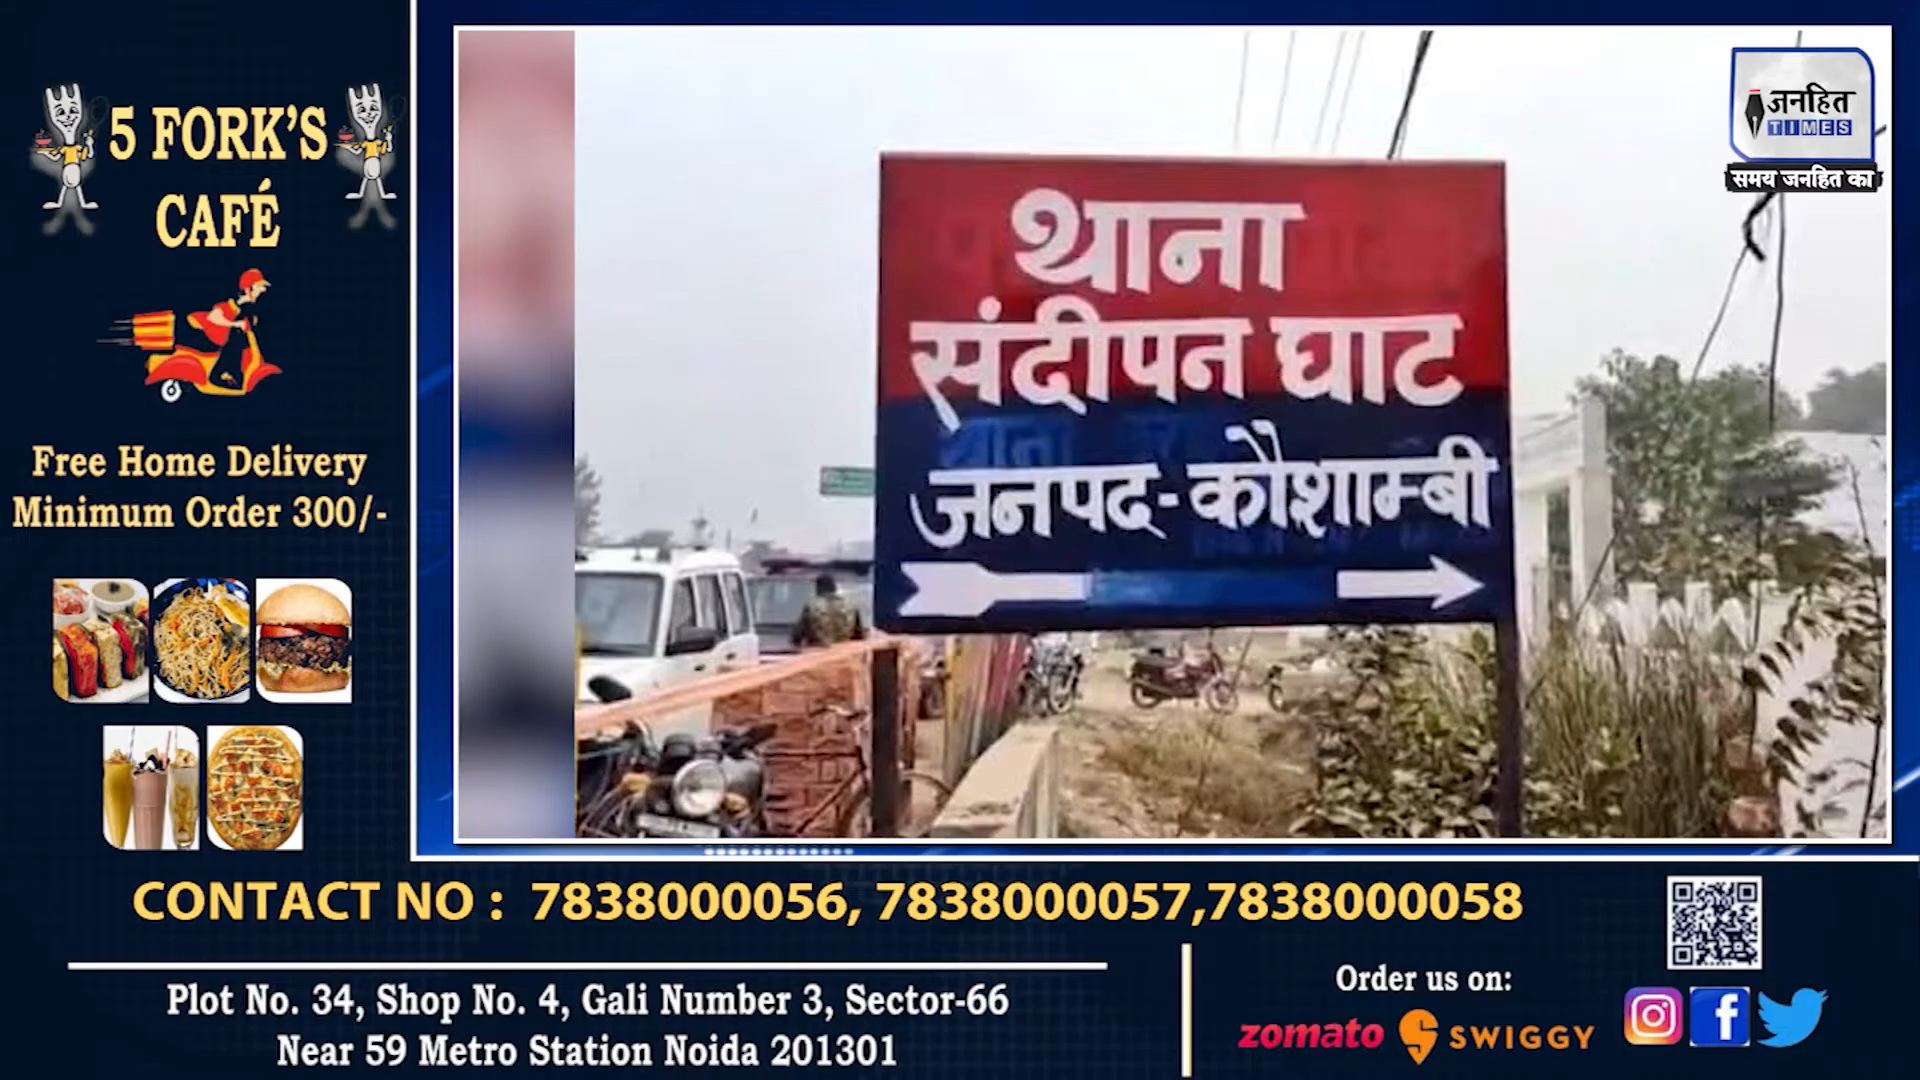 5 FORK'S
CAFÉ
Free Home Delivery
Minimum Order 300/-
जनहित
TIMES
समय जनहित का
थाना
संदीपन घाट
जनपद-कौशाम्बी
CONTACT NO : 7838000056, 7838000057,7838000058
Plot No. 34, Shop No. 4, Gali Number 3, Sector-66
Near 59 Metro Station Noida 201301
Order us on:
zomato SWIGGY